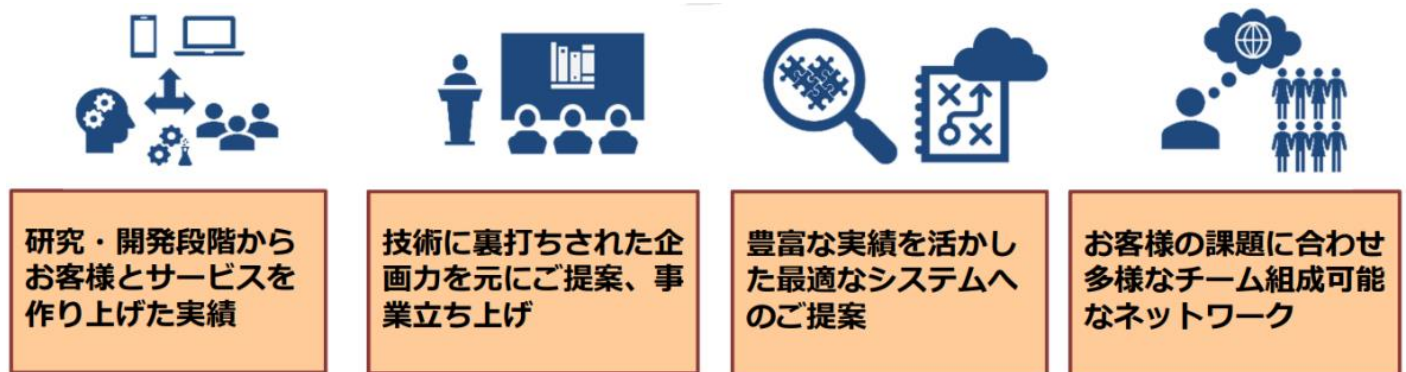 研究・開発段階から
お客様とサービスを
作り上げた実績
技術に裏打ちされた企
画力を元にご提案、事
業立ち上げ
豊富な実績を活かし
た最適なシステムへ
のご提案
お客様の課題に合わせ
多様なチーム組成可能
なネットワーク